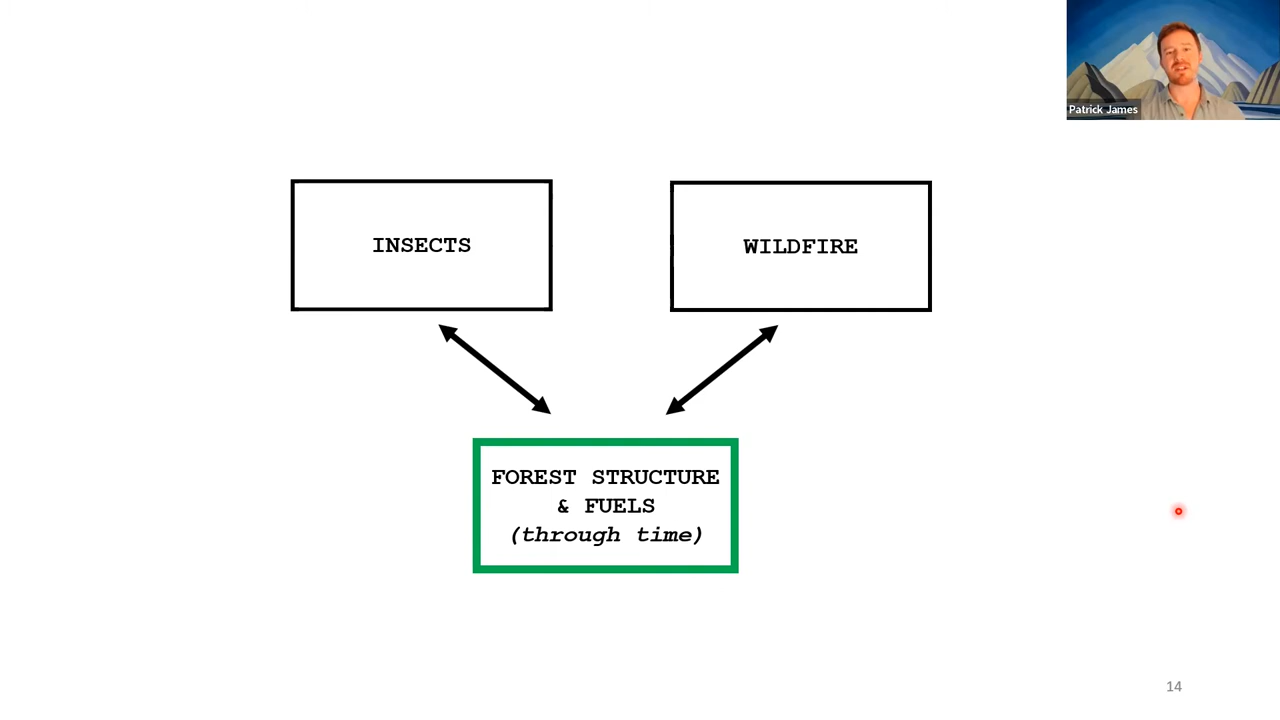 Patrick James
INSECTS
WILDFIRE
FOREST STRUCTURE
& FUELS
(through time)
14